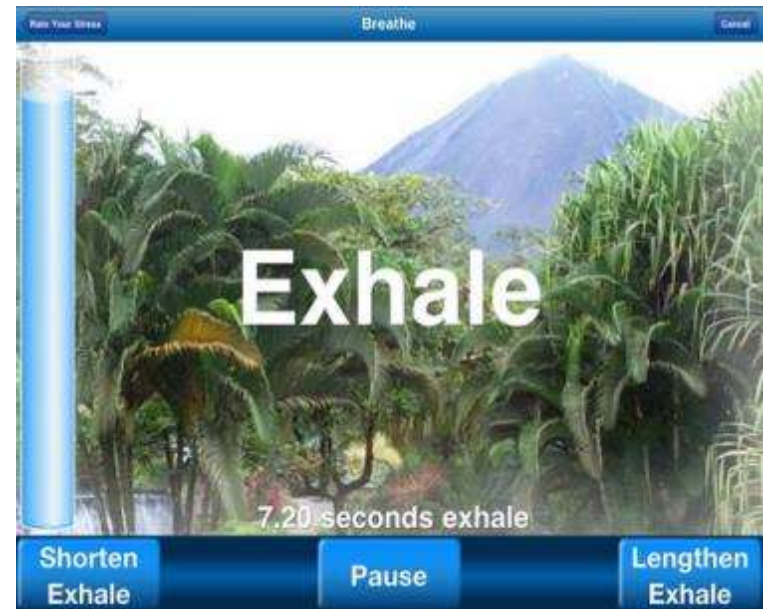 Rate Your Stress
Breathe
Cancel
Exhale
7.20 seconds exhale
Shorten
Exhale
Pause
Lengthen
Exhale